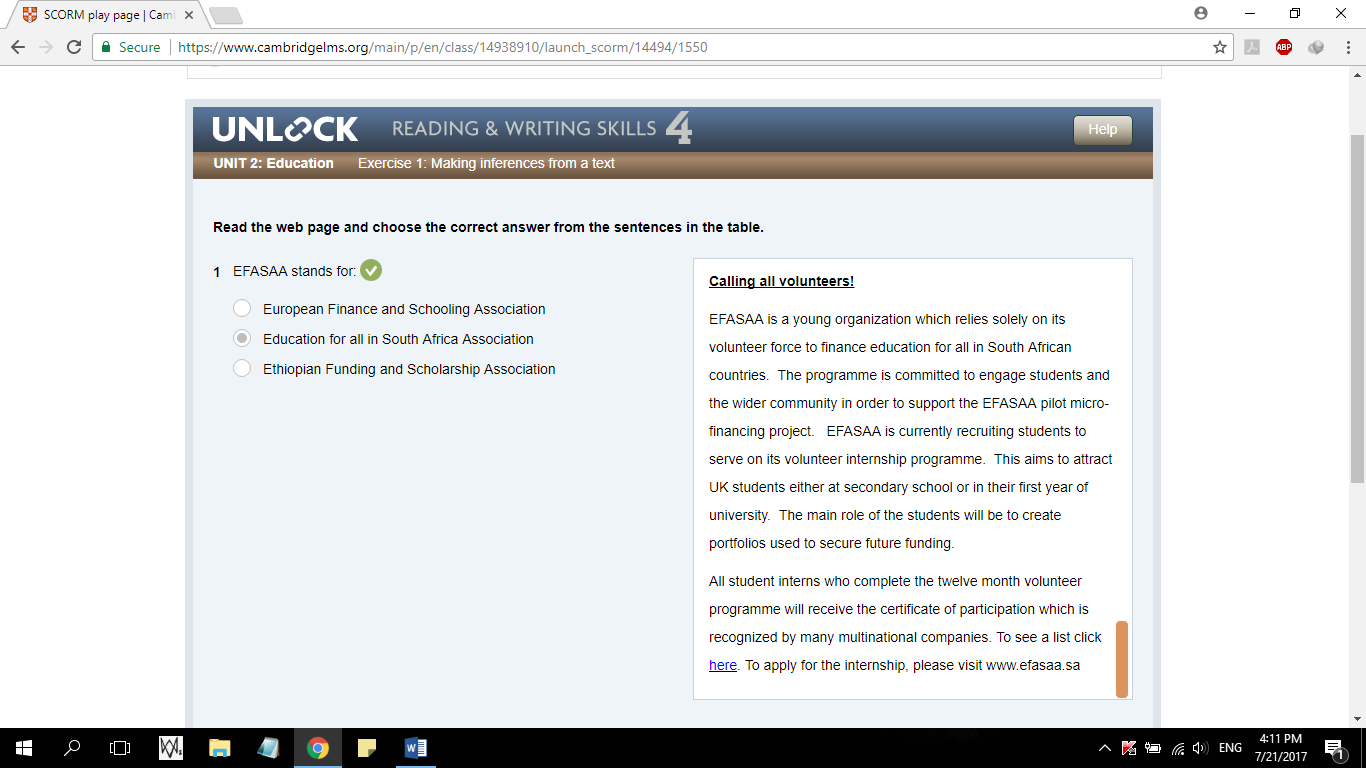 SCORM play page | Cam
Secure
https://www.cambridgelms.org/main/p/en/class/14938910/launch_scorm/14494/1550
ABP
UNLOCK READING & WRITING SKILLS 4
Help
UNIT 2: Education Exercise 1: Making inferences from a text
Read the web page and choose the correct answer from the sentences in the table.
1 EFASAA stands for:
European Finance and Schooling Association
Education for all in South Africa Association
Ethiopian Funding and Scholarship Association
Calling all volunteers!
EFASAA is a young organization which relies solely on its
volunteer force to finance education for all in South African
countries. The programme is committed to engage students and
the wider community in order to support the EFASAA pilot micro-
financing project. EFASAA is currently recruiting students to
serve on its volunteer internship programme. This aims to attract
UK students either at secondary school or in their first year of
university. The main role of the students will be to create
portfolios used to secure future funding.
All student interns who complete the twelve month volunteer
programme will receive the certificate of participation which is
recognized by many multinational companies. To see a list click
here. To apply for the internship, please visit www.efasaa.sa
ENG
4:11 PM
7/21/2017
1